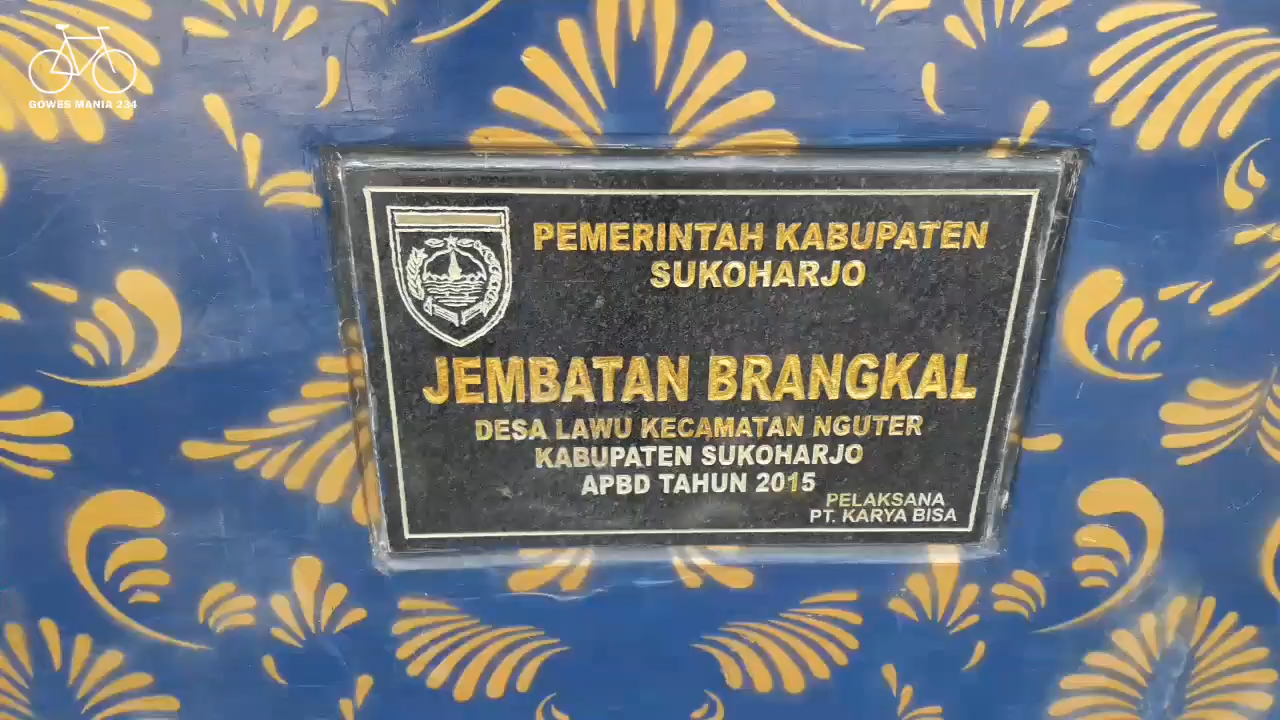 GOWES MANIA 234
PEMERINTAH KABUPATEN
SUKOHARJO
JEMBATAN BRANGKAL
DESA LAWU KECAMATAN NGUTER
KABUPATEN SUKOHARJO
APBD TAHUN 2015
PELAKSANA
PT. KARYA BISA